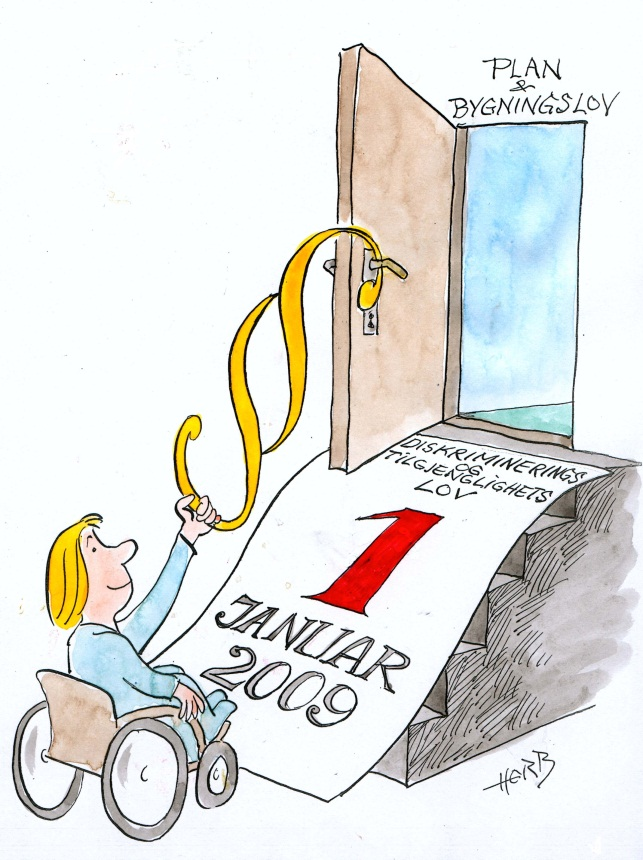 PLAN
&
BYGNINGSLOV
DISKRIMINERINGS
OG
TILGJENGLIGHETS
LOV
1
JANUAR
2009
HERB